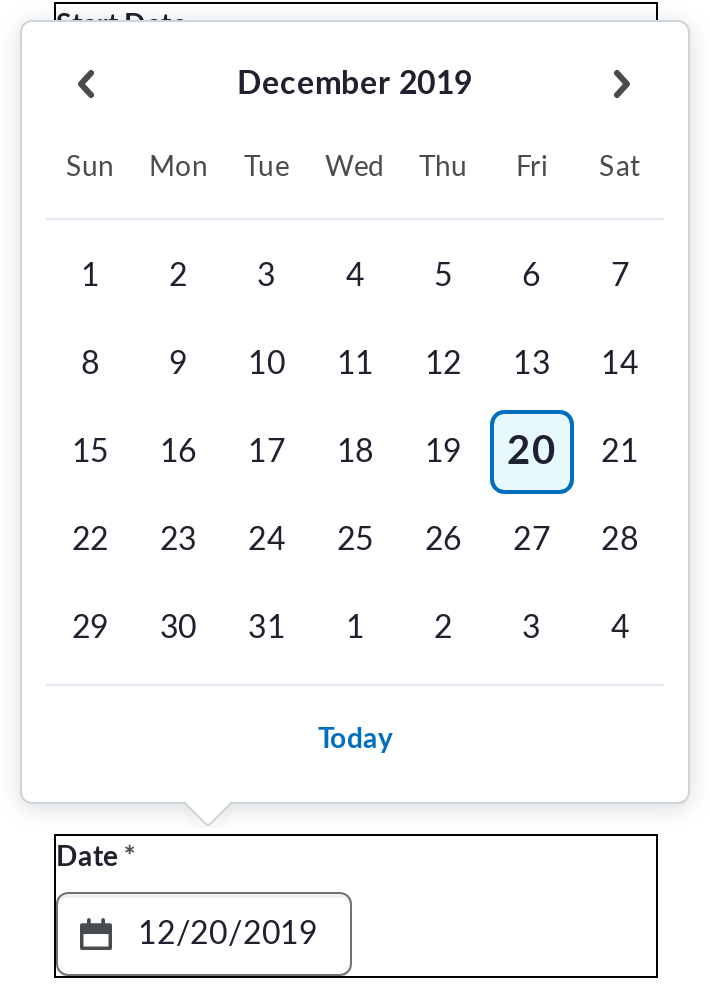 Start Date
December 2019
Sun Mon Tue Wed Thu Fri Sat
1 2 3 4 5 6 7
8 9 10 11 12 13 14
15 16 17 18 19 20 21
22 23 24 25 26 27 28
29 30 31 1 2 3 4
Today
Date *
12/20/2019